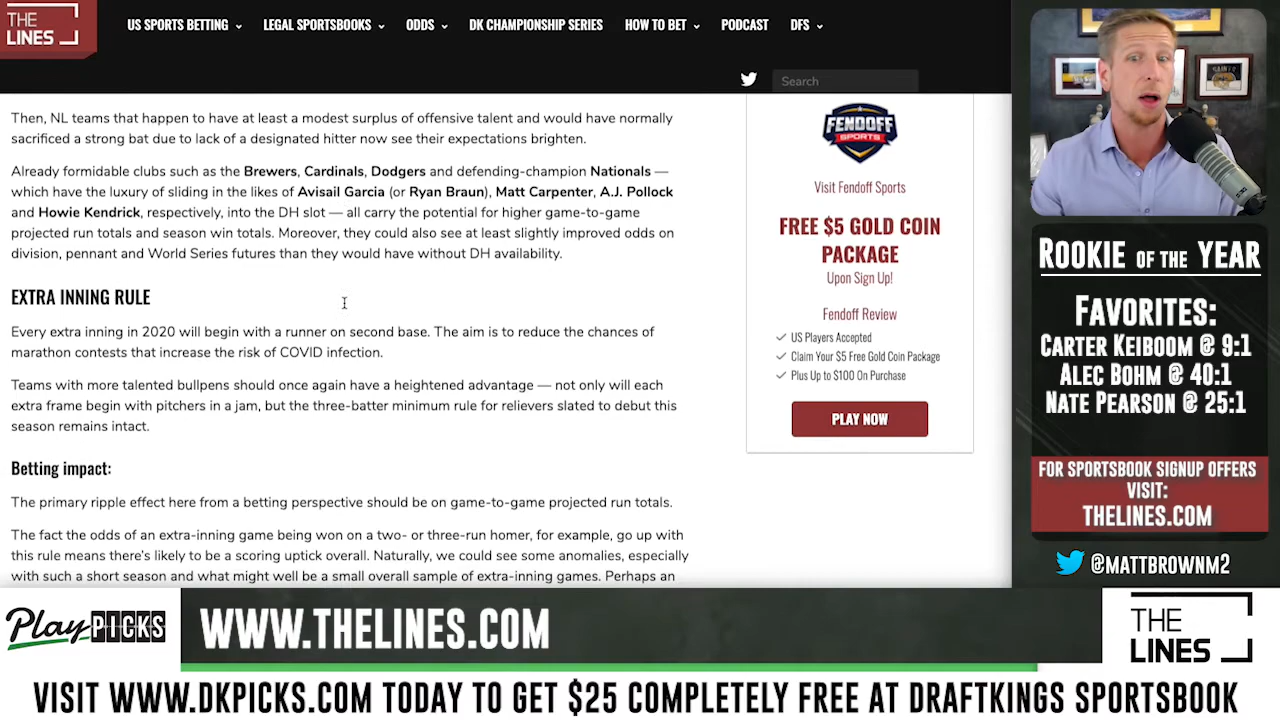 THE
LINES
US SPORTS BETTING
LEGAL SPORTSBOOKS
ODDS
DK CHAMPIONSHIP SERIES
HOW TO BET
PODCAST
DFS
Search
Then, NL teams that happen to have at least a modest surplus of offensive talent and would have normally
sacrificed a strong bat due to lack of a designated hitter now see their expectations brighten.
Already formidable clubs such as the Brewers, Cardinals, Dodgers and defending-champion Nationals —
which have the luxury of sliding in the likes of Avisail Garcia (or Ryan Braun), Matt Carpenter, A.J. Pollock
and Howie Kendrick, respectively, into the DH slot — all carry the potential for higher game-to-game
projected run totals and season win totals. Moreover, they could also see at least slightly improved odds on
division, pennant and World Series futures than they would have without DH availability.
EXTRA INNING RULE
Every extra inning in 2020 will begin with a runner on second base. The aim is to reduce the chances of
marathon contests that increase the risk of COVID infection.
Teams with more talented bullpens should once again have a heightened advantage — not only will each
extra frame begin with pitchers in a jam, but the three-batter minimum rule for relievers slated to debut this
season remains intact.
Betting impact:
The primary ripple effect here from a betting perspective should be on game-to-game projected run totals.
The fact the odds of an extra-inning game being won on a two- or three-run homer, for example, go up with
this rule means there's likely to be a scoring uptick overall. Naturally, we could see some anomalies, especially
with such a short season and what might well be a small overall sample of extra-inning games. Perhaps an
FENDOFF
SPORTS
Visit Fendoff Sports
FREE $5 GOLD COIN
PACKAGE
Upon Sign Up!
Fendoff Review
US Players Accepted
Claim Your $5 Free Gold Coin Package
Plus Up to $100 On Purchase
PLAY NOW
ROOKIE OF THE YEAR
FAVORITES:
CARTER KEIBOOM @ 9:1
ALEC BOHM @ 40:1
NATE PEARSON @ 25:1
FOR SPORTSBOOK SIGNUP OFFERS
VISIT:
THELINES.COM
@MATTBROWNM2
Play PICKS
WWW.THELINES.COM
THE
LINES
VISIT WWW.DKPICKS.COM TODAY TO GET $25 COMPLETELY FREE AT DRAFTKINGS SPORTSBOOK